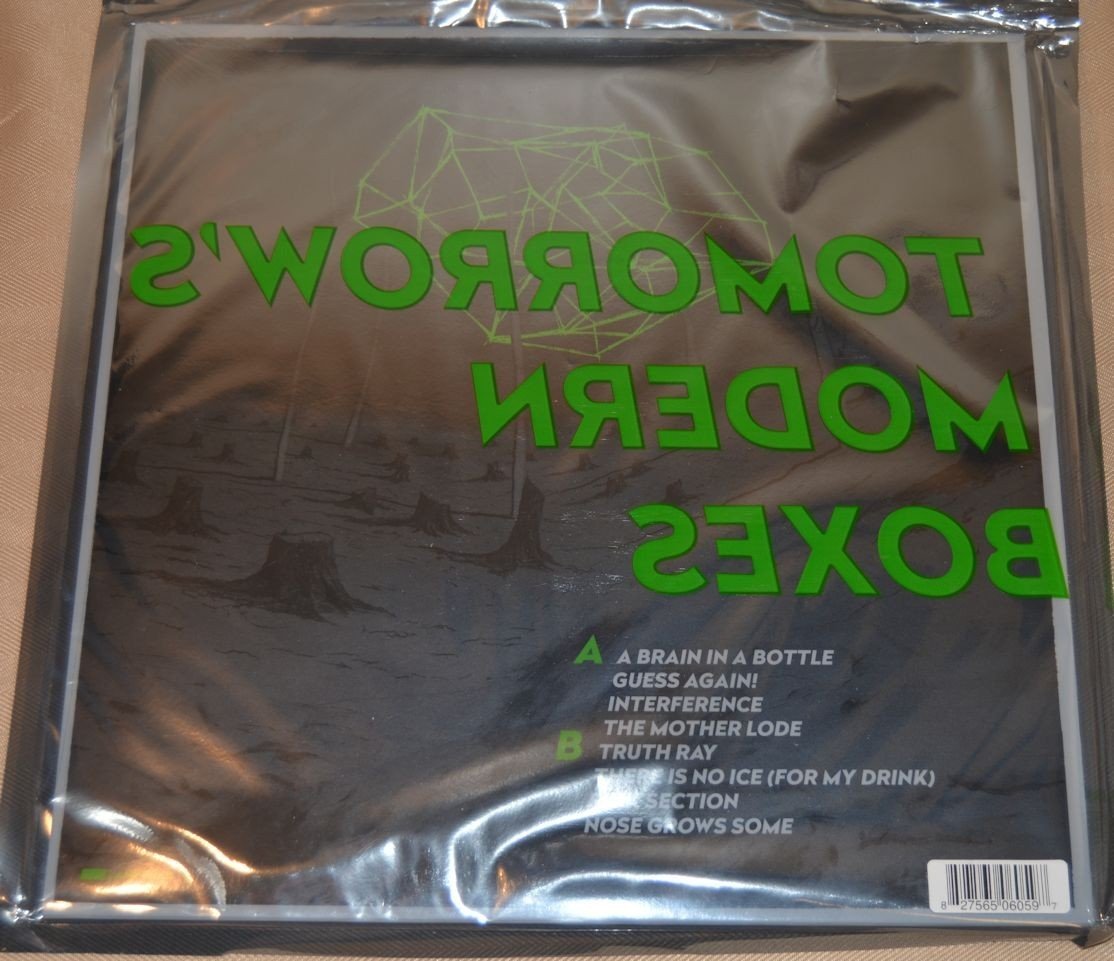 TOMORROW'S
MODERN
BOXES
A A BRAIN IN A BOTTLE
GUESS AGAIN!
INTERFERENCE
THE MOTHER LODE
B TRUTH RAY
THERE IS NO ICE (FOR MY DRINK)
SECTION
NOSE GROWS SOME
8 27565 06059 7